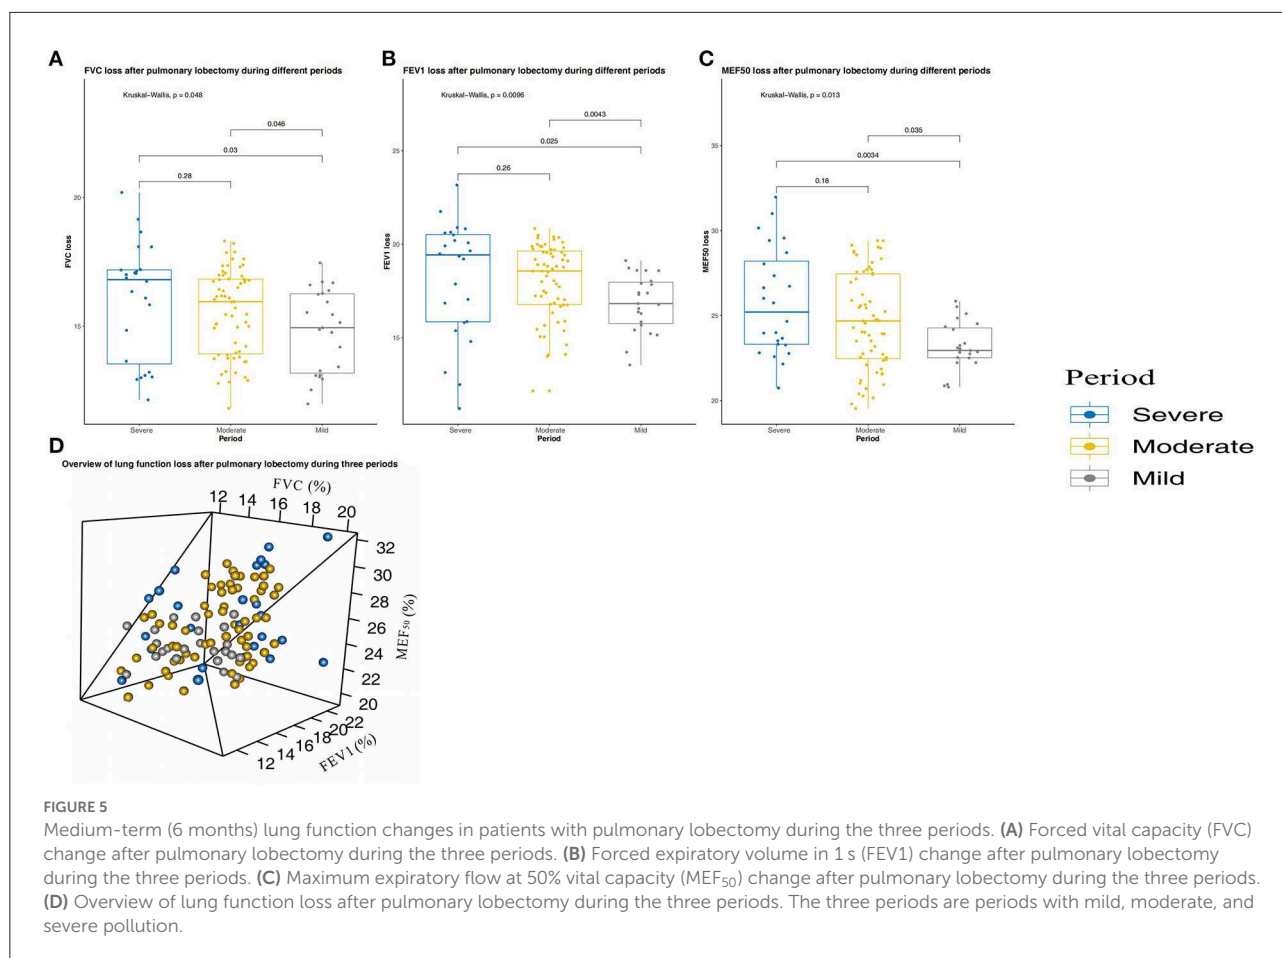 A
FVC loss after pulmonary lobectomy during different periods
Kruskal−Wallis, p = 0.048
0.046
0.03
0.28
20
15
FVC loss
Severe
Moderate
Mild
Period
B
FEV1 loss after pulmonary lobectomy during different periods
Kruskal−Wallis, p = 0.0096
0.0043
0.025
0.26
25
20
15
FEV1 loss
Severe
Moderate
Mild
Period
C
MEF50 loss after pulmonary lobectomy during different periods
Kruskal−Wallis, p = 0.013
0.035
0.0034
0.18
35
30
25
20
MEF50 loss
Severe
Moderate
Mild
Period
Period
Severe
Moderate
Mild
D
Overview of lung function loss after pulmonary lobectomy during three periods
FVC (%)
12 14 16 18 20
32
30
28
26
24
22
20
MEF50 (%)
12 14 16 18 20 22
FEV1 (%)
FIGURE 5
Medium-term (6 months) lung function changes in patients with pulmonary lobectomy during the three periods. (A) Forced vital capacity (FVC)
change after pulmonary lobectomy during the three periods. (B) Forced expiratory volume in 1 s (FEV1) change after pulmonary lobectomy
during the three periods. (C) Maximum expiratory flow at 50% vital capacity (MEF50) change after pulmonary lobectomy during the three periods.
(D) Overview of lung function loss after pulmonary lobectomy during the three periods. The three periods are periods with mild, moderate, and
severe pollution.